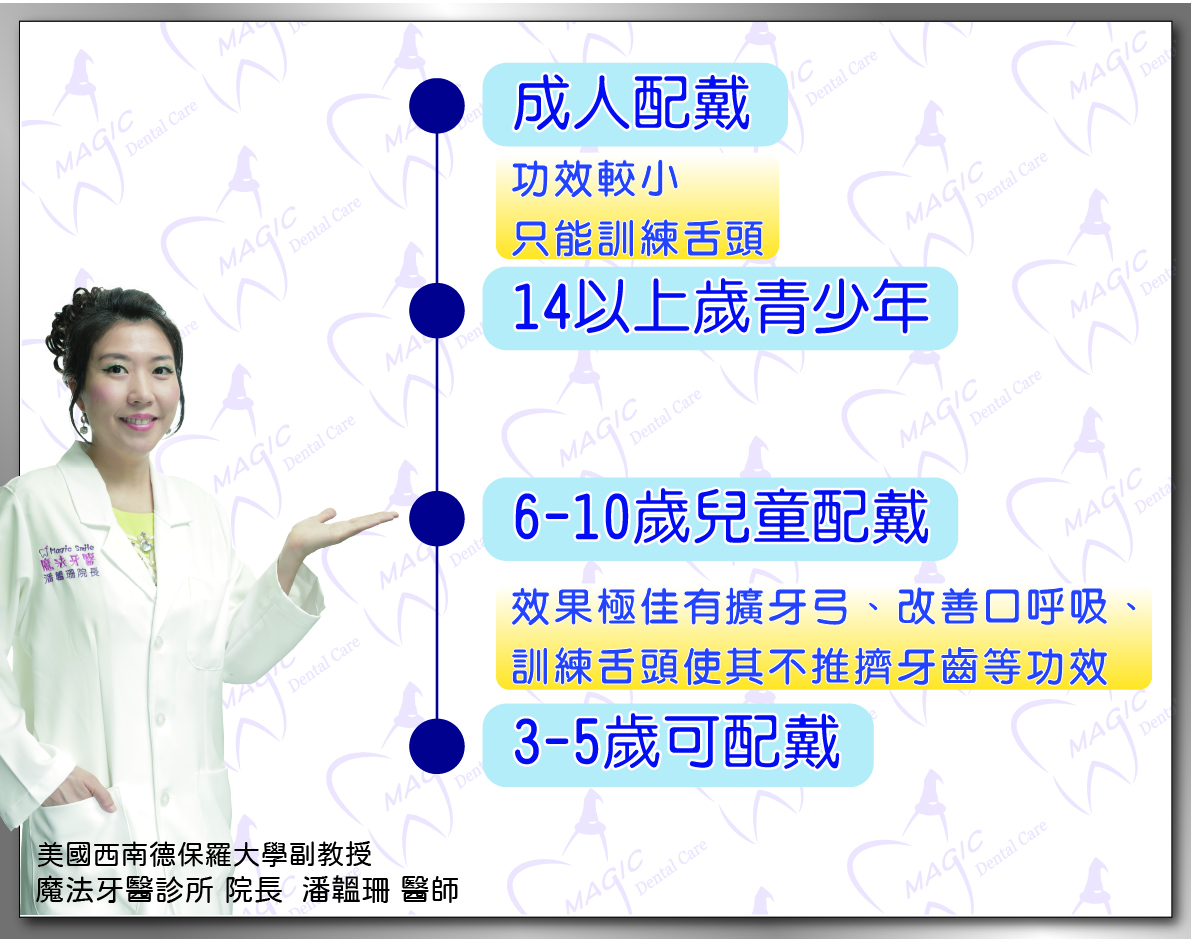 成人配戴
功效較小
只能訓練舌頭
14以上歲青少年
6-10歲兒童配戴
效果極佳有擴牙弓、改善口呼吸、
訓練舌頭使其不推擠牙齒等功效
3-5歲可配戴
Magic Smile
魔法牙醫
潘韞珊院長
美國西南德保羅大學副教授
魔法牙醫診所 院長 潘韞珊 醫師
MAGIC
Dental Care